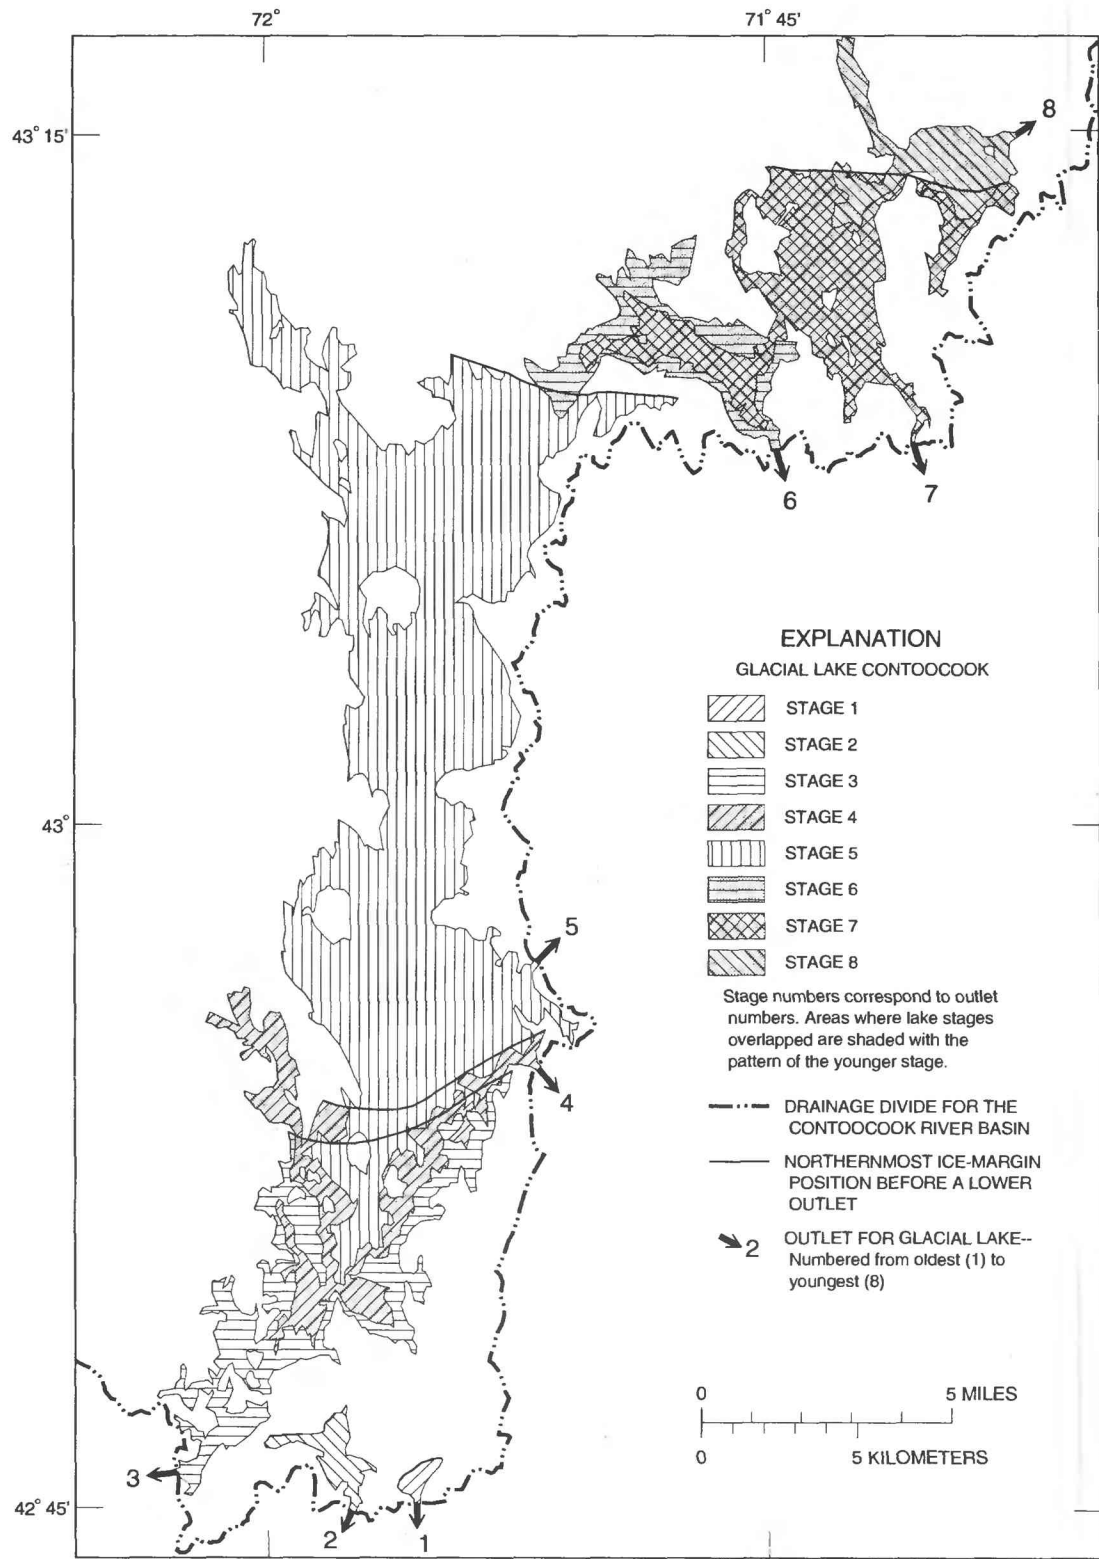 72°
71° 45'
43° 15'
8
6
7
EXPLANATION
GLACIAL LAKE CONTOOCOOK
STAGE 1
STAGE 2
STAGE 3
43°
STAGE 4
STAGE 5
STAGE 6
5
STAGE 7
STAGE 8
Stage numbers correspond to outlet
numbers. Areas where lake stages
overlapped are shaded with the
pattern of the younger stage.
4
DRAINAGE DIVIDE FOR THE
CONTOOCOOK RIVER BASIN
NORTHERNMOST ICE-MARGIN
POSITION BEFORE A LOWER
OUTLET
2
OUTLET FOR GLACIAL LAKE--
Numbered from oldest (1) to
youngest (8)
0 5 MILES
0 5 KILOMETERS
3
42° 45'
2
1